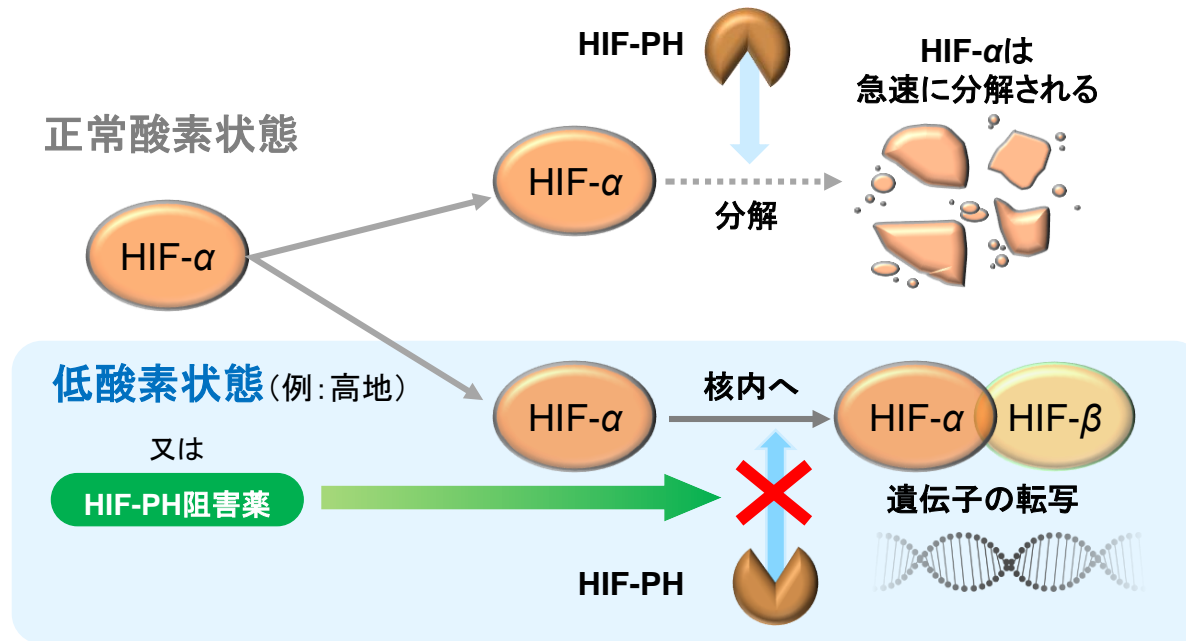 HIF-PH
HIF-αは
急速に分解される
正常酸素状態
HIF-α
分解
HIF-α
低酸素状態(例:高地)
又は
HIF-PH阻害薬
HIF-α
核内へ
HIF-α
HIF-β
遺伝子の転写
HIF-PH